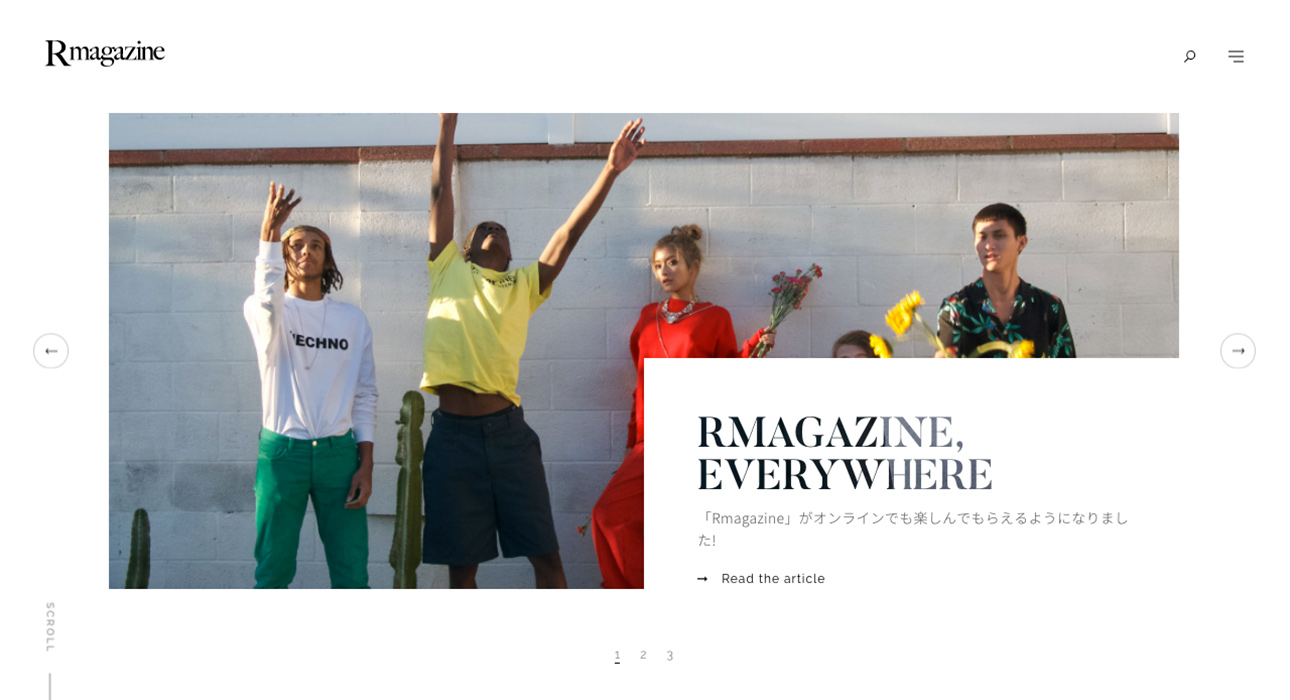 Rmagazine
TECHNO
RMAGAZINE,
EVERYWHERE
「Rmagazine」がオンラインでも楽しんでもらえるようになりまし
た!
Read the article
SCROLL
1 2 3